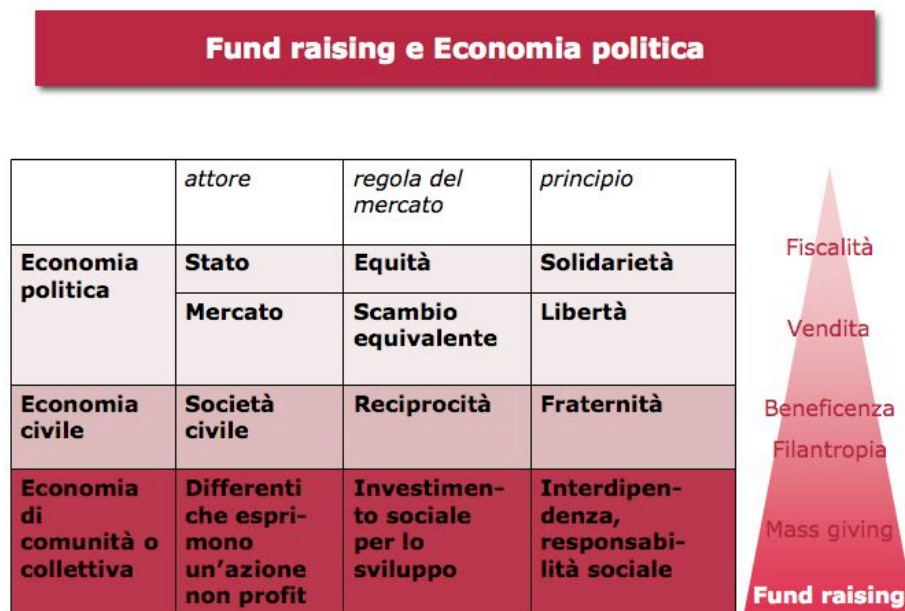 Fund raising e Economia politica
attore
regola del
mercato
principio
Economia
politica
Stato
Equità
Solidarietà
Mercato
Scambio
equivalente
Libertà
Economia
civile
Società
civile
Reciprocità
Fraternità
Economia
di
comunità o
collettiva
Differenti
che espri-
mono
un'azione
non profit
Investimen-
to sociale
per lo
sviluppo
Interdipen-
denza,
responsabi-
lità sociale
Fiscalità
Vendita
Beneficenza
Filantropia
Mass giving
Fund raising